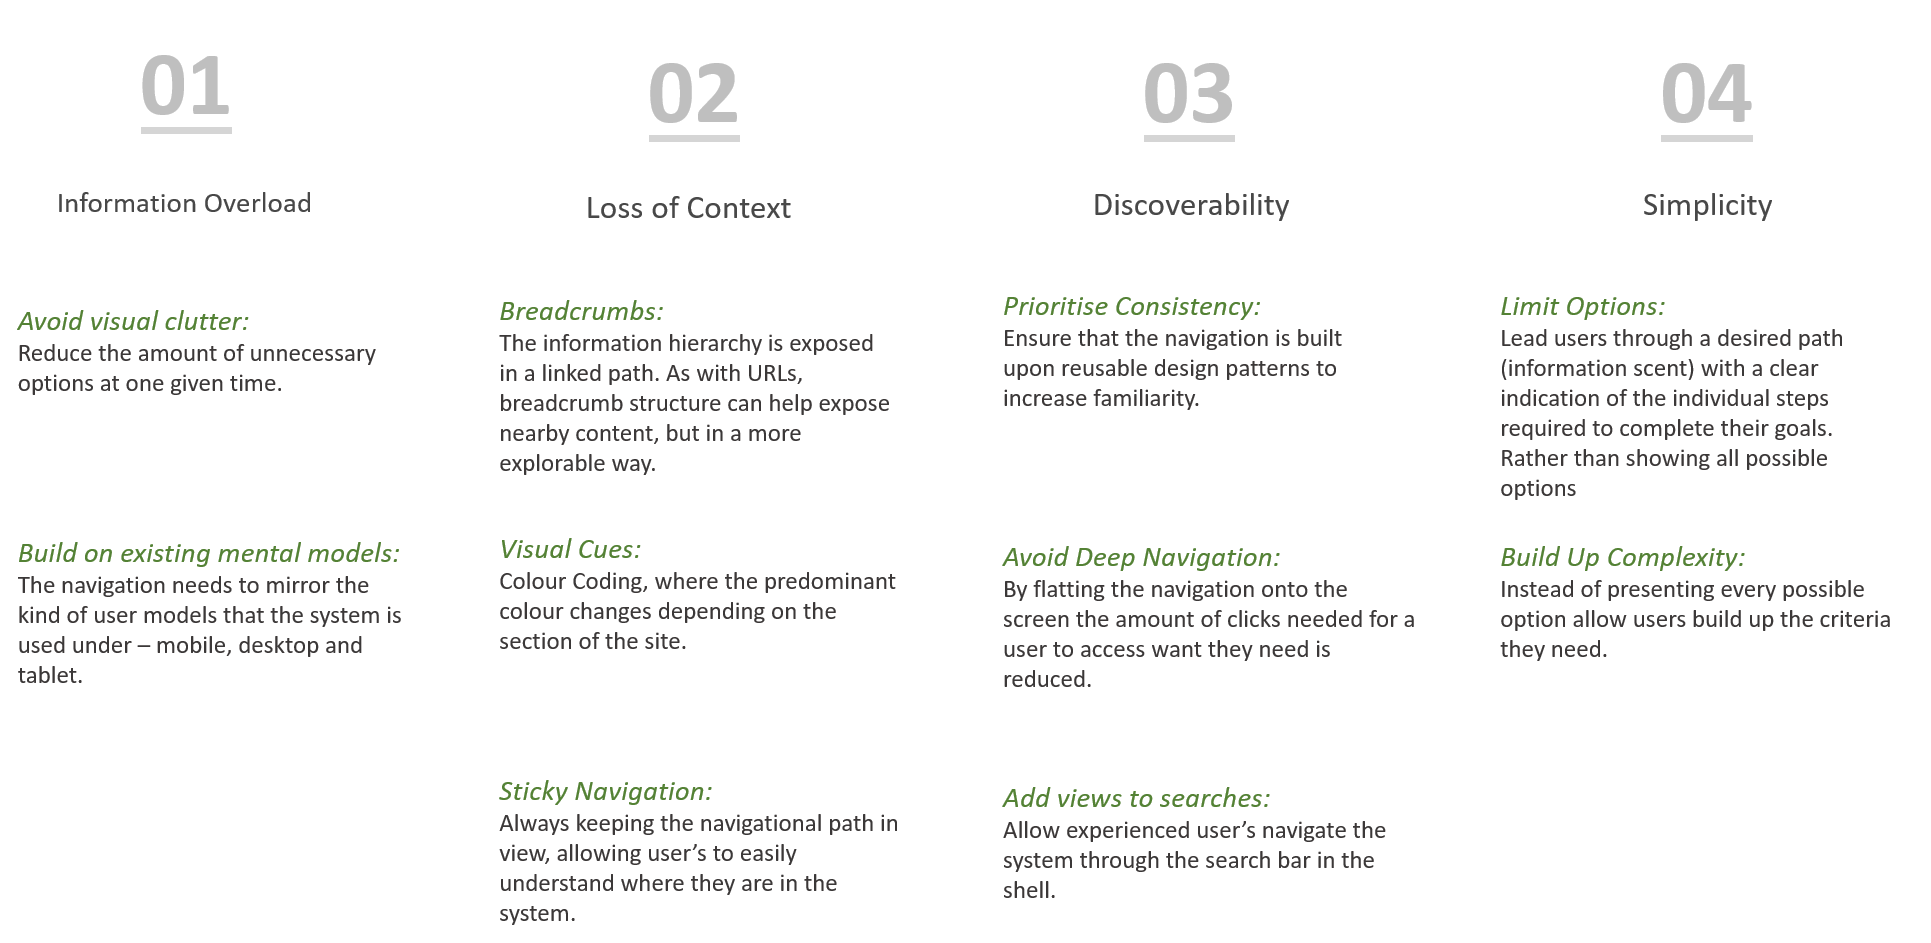 01
Information Overload
Avoid visual clutter:
Reduce the amount of unnecessary
options at one given time.
Build on existing mental models:
The navigation needs to mirror the
kind of user models that the system is
used under – mobile, desktop and
tablet.
02
Loss of Context
Breadcrumbs:
The information hierarchy is exposed
in a linked path. As with URLs,
breadcrumb structure can help expose
nearby content, but in a more
explorable way.
Visual Cues:
Colour Coding, where the predominant
colour changes depending on the
section of the site.
Sticky Navigation:
Always keeping the navigational path in
view, allowing user’s to easily
understand where they are in the
system.
03
Discoverability
Prioritise Consistency:
Ensure that the navigation is built
upon reusable design patterns to
increase familiarity.
Avoid Deep Navigation:
By flatting the navigation onto the
screen the amount of clicks needed for a
user to access want they need is
reduced.
Add views to searches:
Allow experienced user’s navigate the
system through the search bar in the
shell.
04
Simplicity
Limit Options:
Lead users through a desired path
(information scent) with a clear
indication of the individual steps
required to complete their goals.
Rather than showing all possible
options
Build Up Complexity:
Instead of presenting every possible
option allow users build up the criteria
they need.